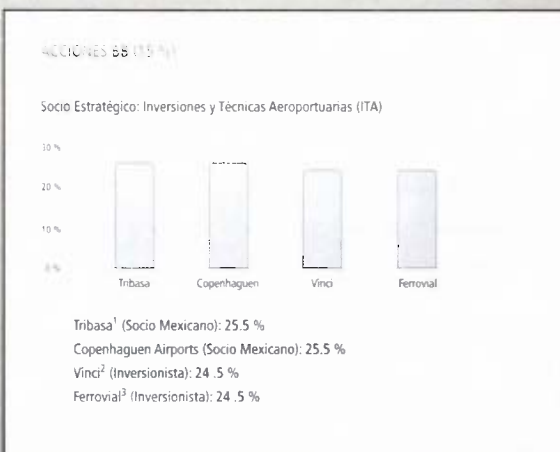 ACCIONES BB (15 %)
Socio Estratégico: Inversiones y Técnicas Aeroportuarias (ITA)
30 %
20 %
10 %
0 %
Tribasa Copenhaguen Vinci Ferrovial
Tribasa¹ (Socio Mexicano): 25.5 %
Copenhaguen Airports (Socio Mexicano): 25.5 %
Vinci² (Inversionista): 24 .5 %
Ferrovial³ (Inversionista): 24 .5 %